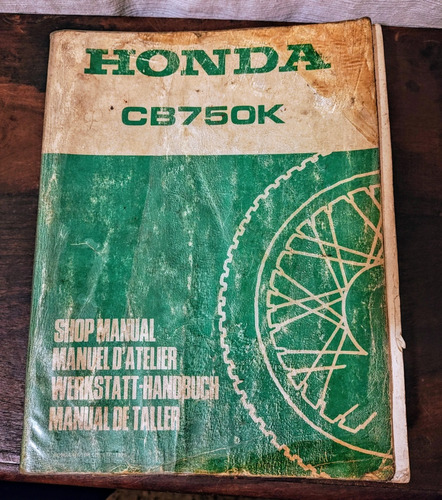 HONDA
CB750K
SHOP MANUAL
MANUEL D'ATELIER
WERKSTATT-HANDBUCH
MANUAL DE TALLER